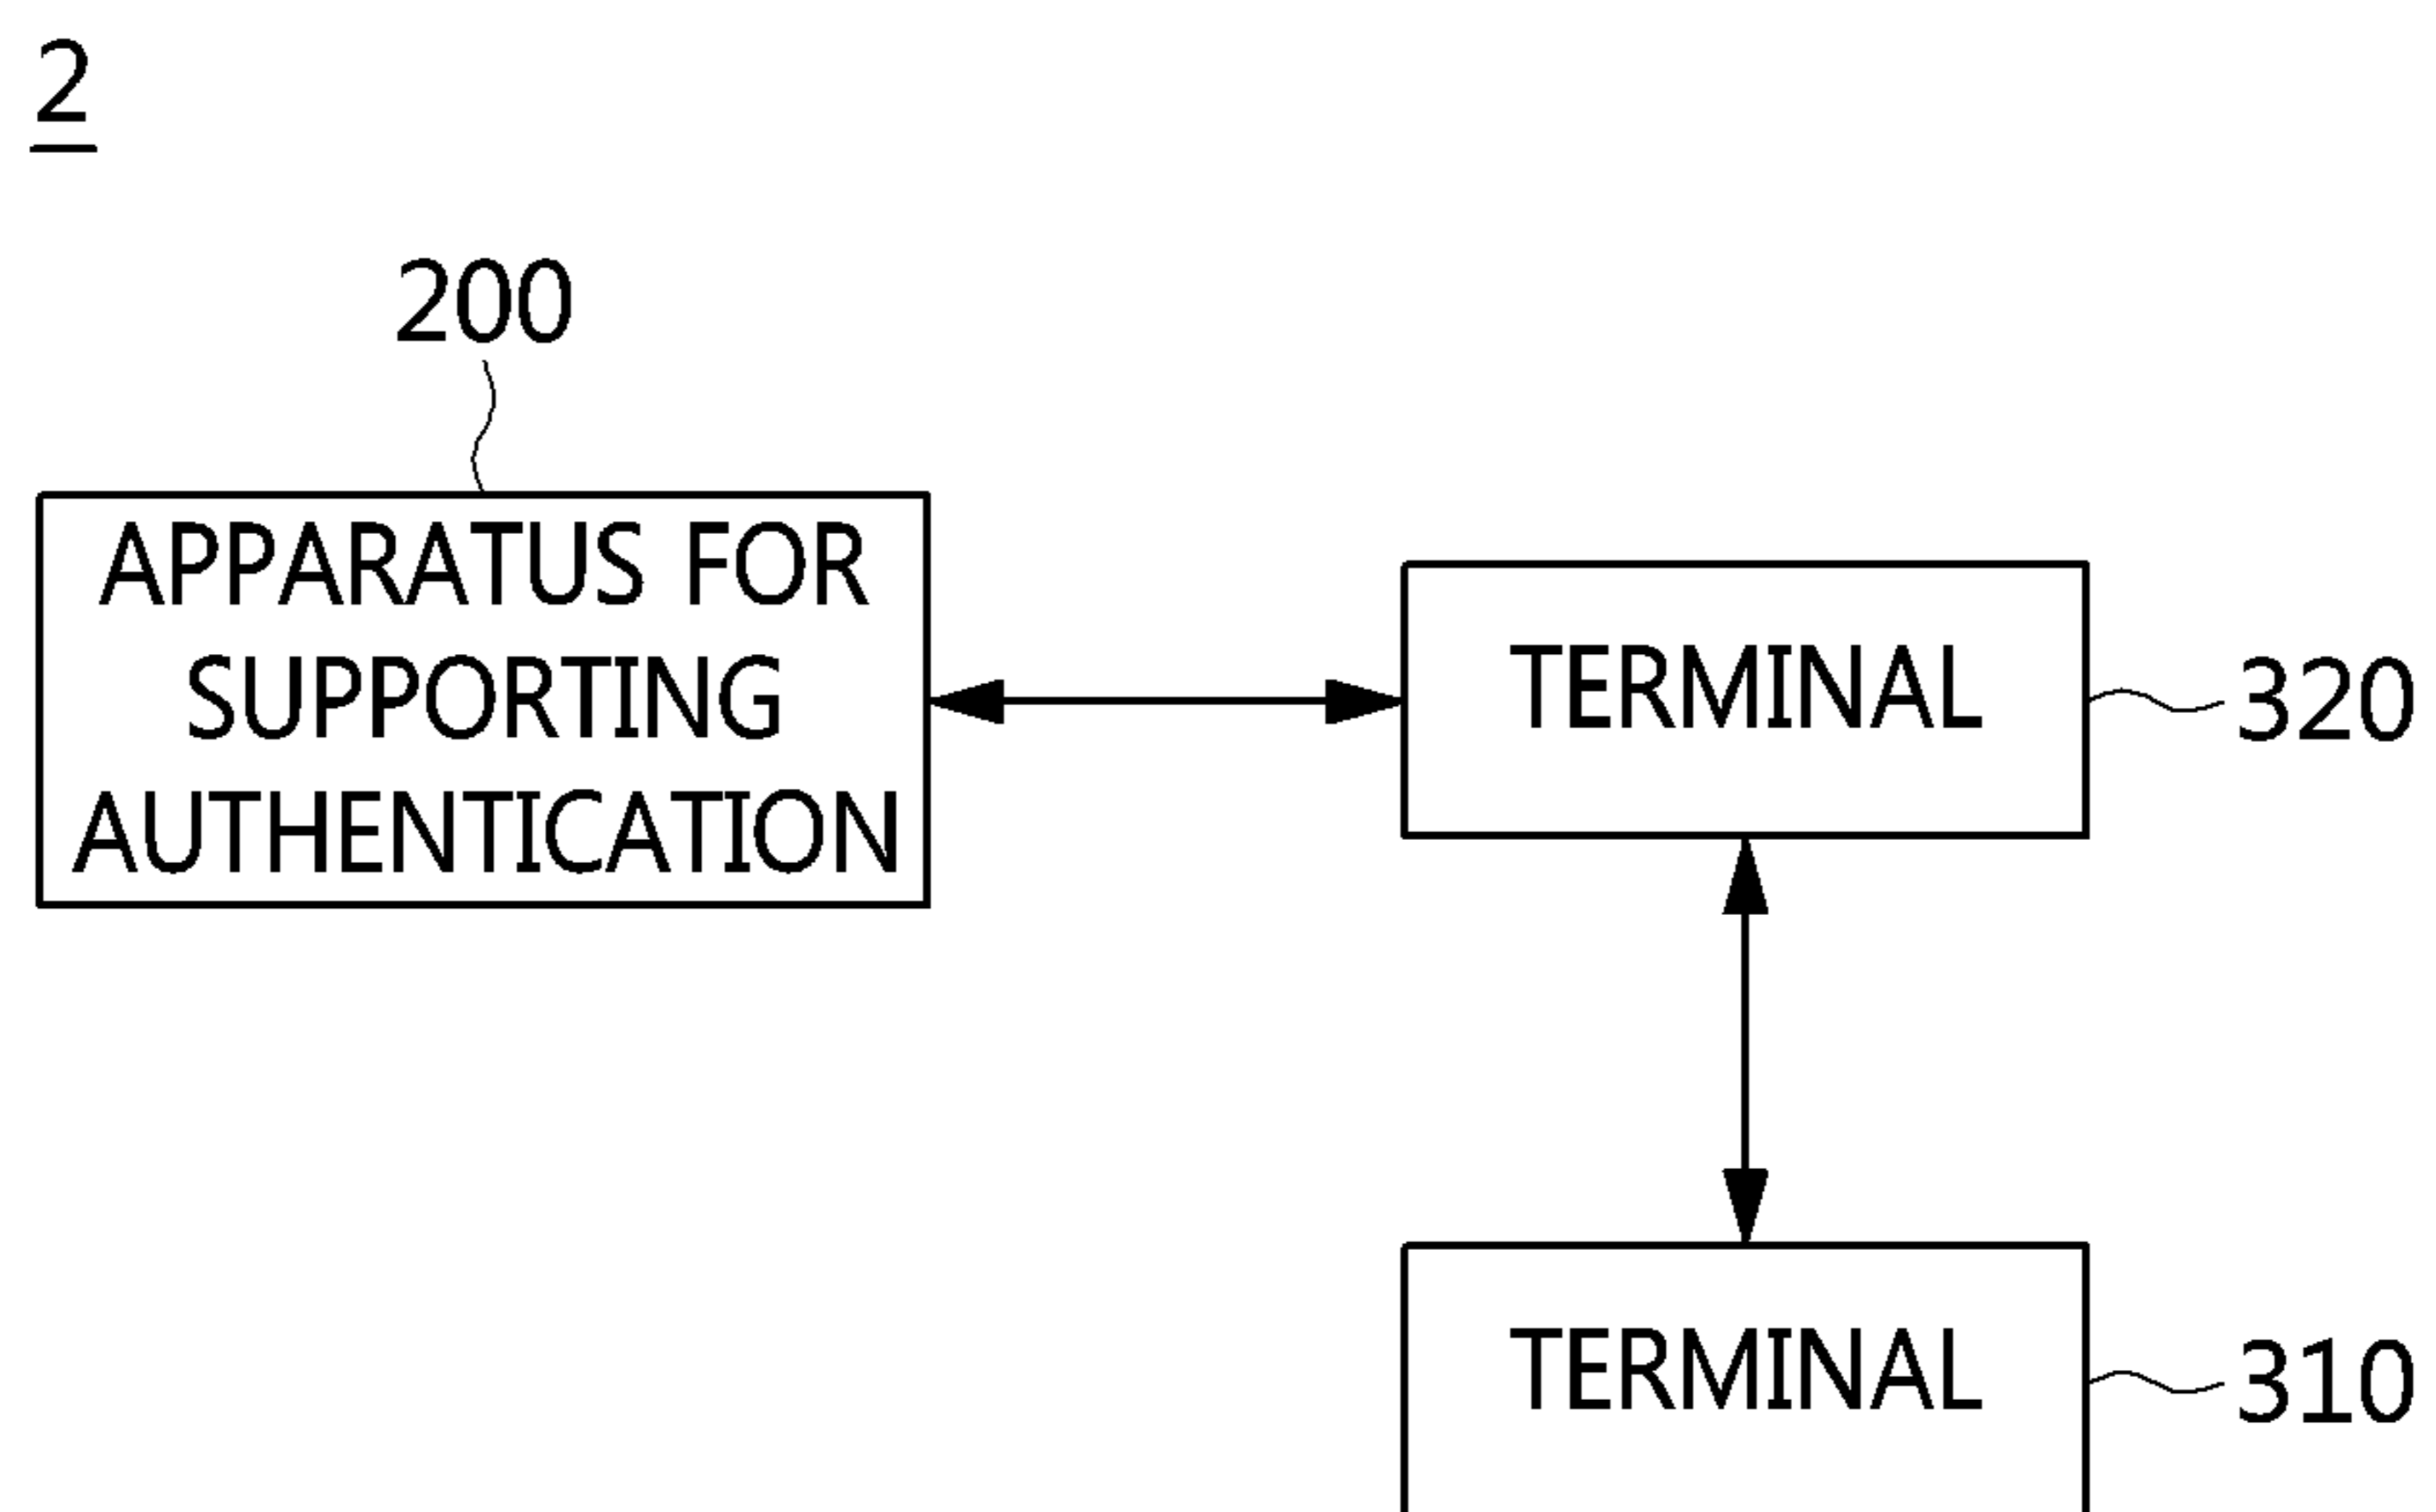 2
200
APPARATUS FOR
SUPPORTING
AUTHENTICATION
TERMINAL
320
TERMINAL
310